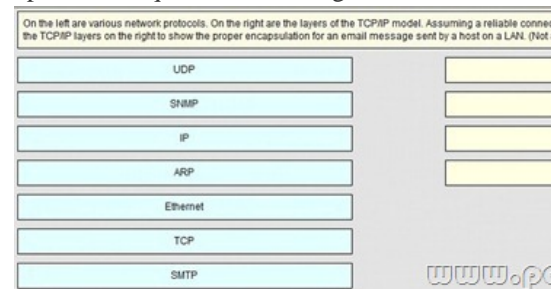 On the left are various network protocols. On the right are the layers of the TCP/IP model. Assuming a reliable conne
the TCP/IP layers on the right to show the proper encapsulation for an email message sent by a host on a LAN. (Not
UDP
SNMP
IP
ARP
Ethernet
TCP
SMTP
www.